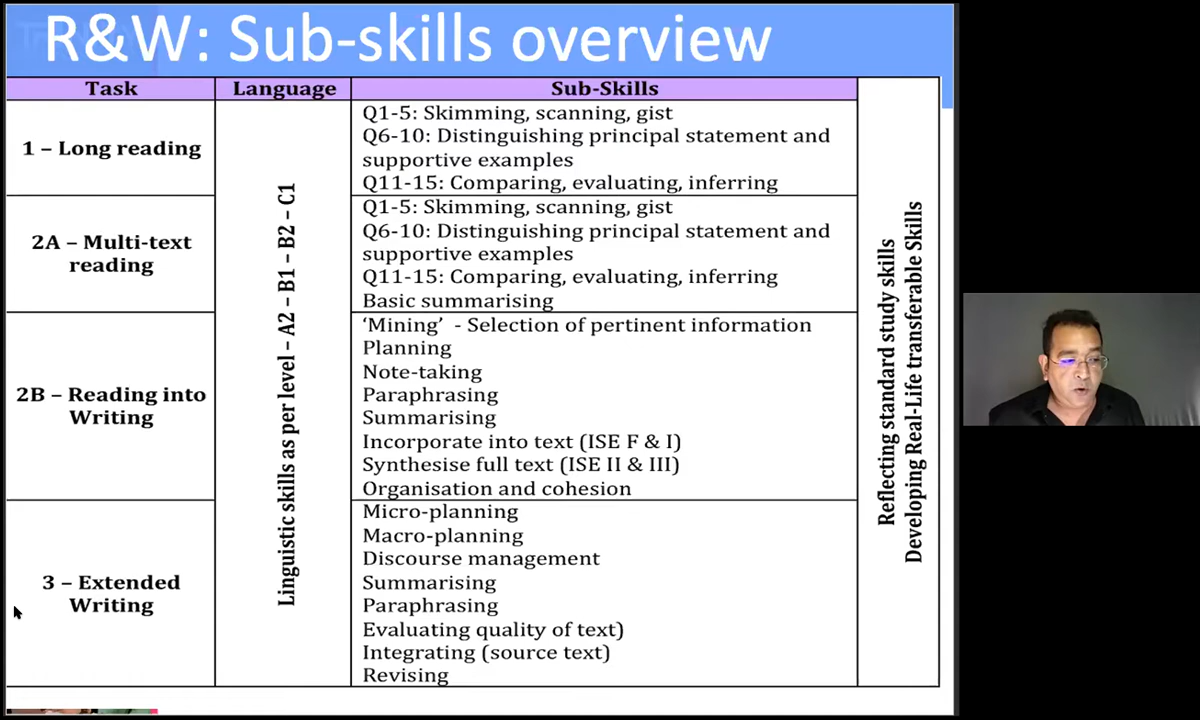 R&W: Sub-skills overview
Task
Language
Sub-Skills
1 – Long reading
Q1-5: Skimming, scanning, gist
Q6-10: Distinguishing principal statement and
supportive examples
Q11-15: Comparing, evaluating, inferring
2A – Multi-text
reading
Q1-5: Skimming, scanning, gist
Q6-10: Distinguishing principal statement and
supportive examples
Q11-15: Comparing, evaluating, inferring
Basic summarising
2B – Reading into
Writing
‘Mining’ - Selection of pertinent information
Planning
Note-taking
Paraphrasing
Summarising
Incorporate into text (ISE F & I)
Synthesise full text (ISE II & III)
Organisation and cohesion
3 – Extended
Writing
Micro-planning
Macro-planning
Discourse management
Summarising
Paraphrasing
Evaluating quality of text)
Integrating (source text)
Revising
Linguistic skills as per level – A2 – B1 – B2 – C1
Reflecting standard study skills
Developing Real-Life transferable Skills